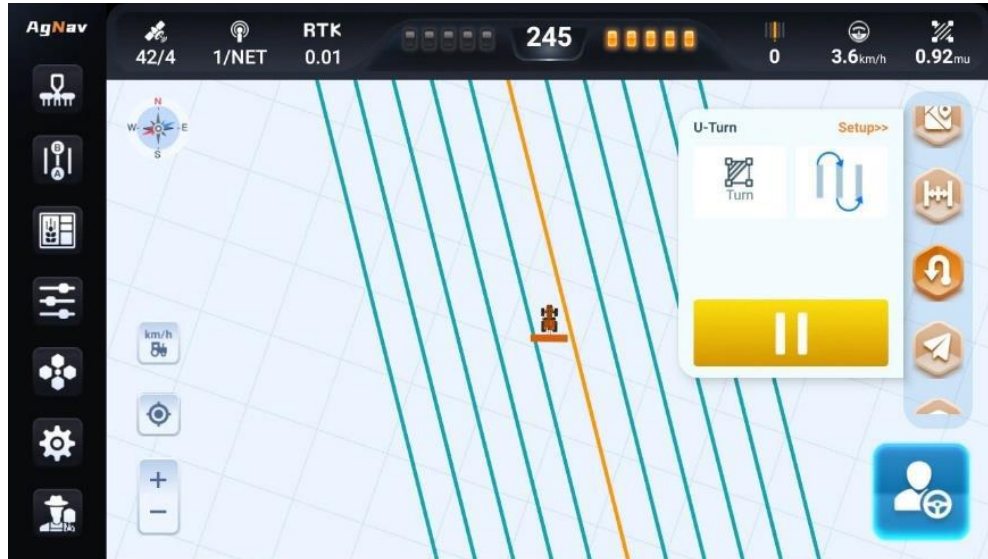 AgNav
42/4
1/NET
RTK
0.01
245
0
3.6km/h
0.92mu
N
W
E
S
U-Turn
Setup>>
Turn
B
A
km/h
+
−